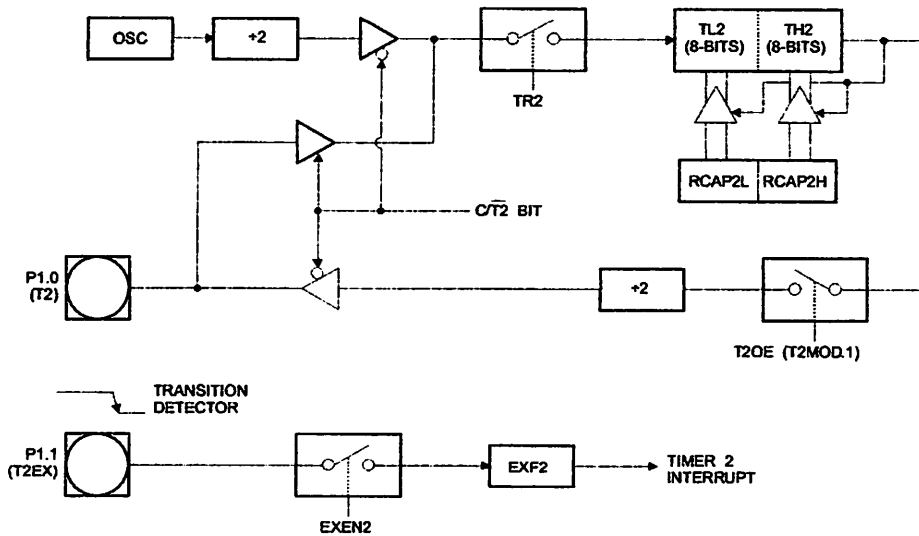 OSC
÷2
TR2
TL2
(8-BITS)
TH2
(8-BITS)
RCAP2L
RCAP2H
C/T2 BIT
P1.0
(T2)
÷2
T2OE (T2MOD.1)
TRANSITION
DETECTOR
P1.1
(T2EX)
EXEN2
EXF2
TIMER 2
INTERRUPT